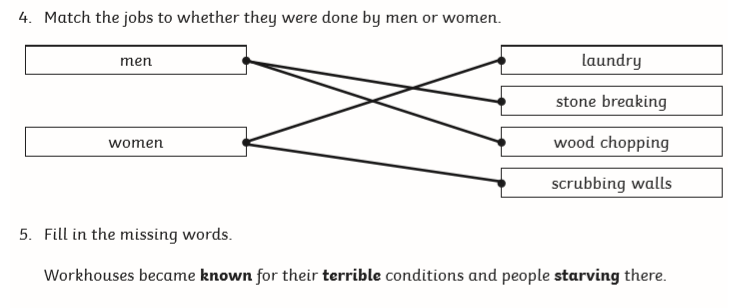 4. Match the jobs to whether they were done by men or women.
men
laundry
stone breaking
women
wood chopping
scrubbing walls
5. Fill in the missing words.
Workhouses became known for their terrible conditions and people starving there.